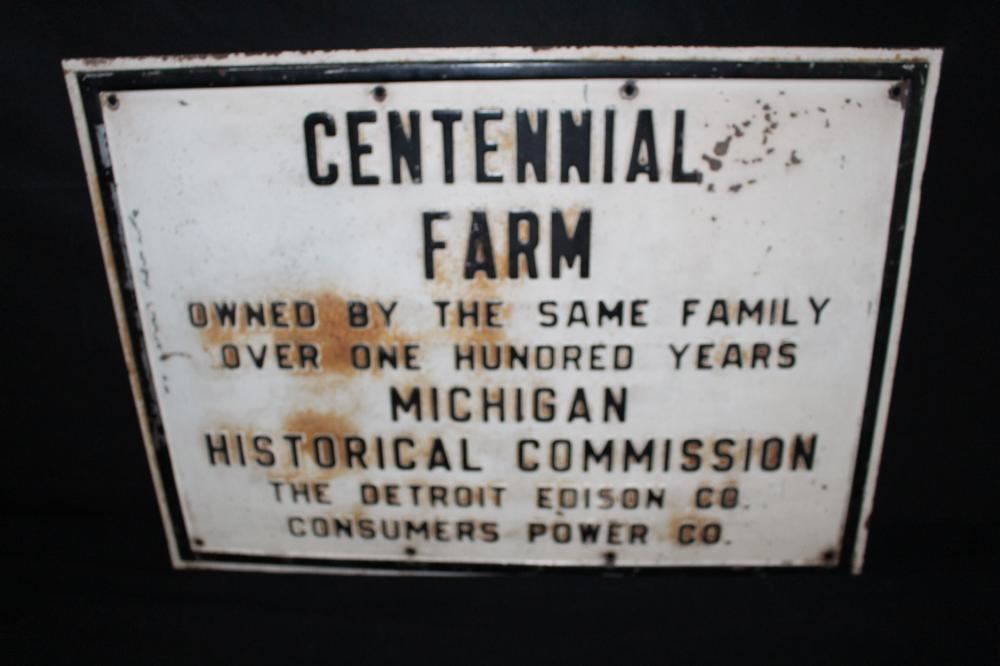 CENTENNIAL
FARM
OWNED BY THE SAME FAMILY
OVER ONE HUNDRED YEARS
MICHIGAN
HISTORICAL COMMISSION
THE DETROIT EDISON CO.
CONSUMERS POWER CO.